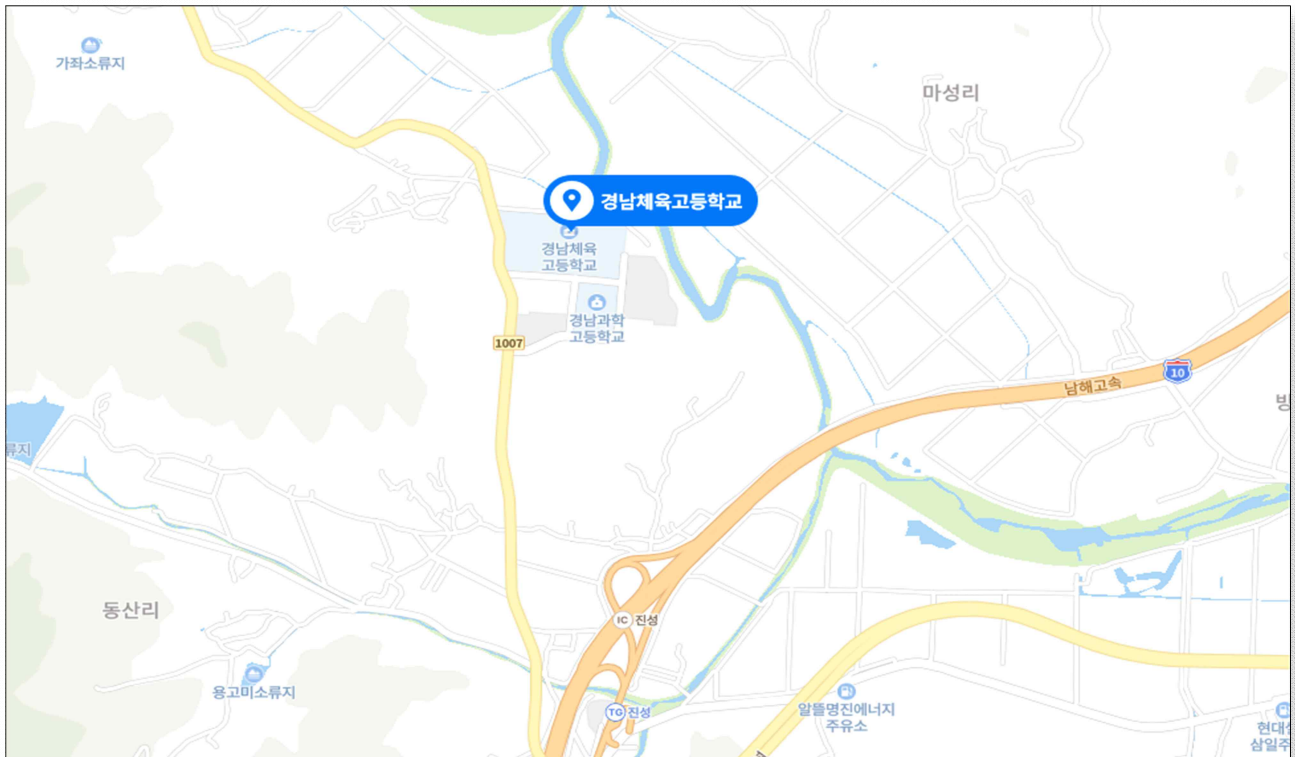 가좌소류지
마성리
경남체육고등학교
경남체육
고등학교
경남과학
고등학교
1007
10
남해고속
방
류지
IC 진성
동산리
용고미소류지
TG 진성
알뜰명진에너지
주유소
현대
삼일주